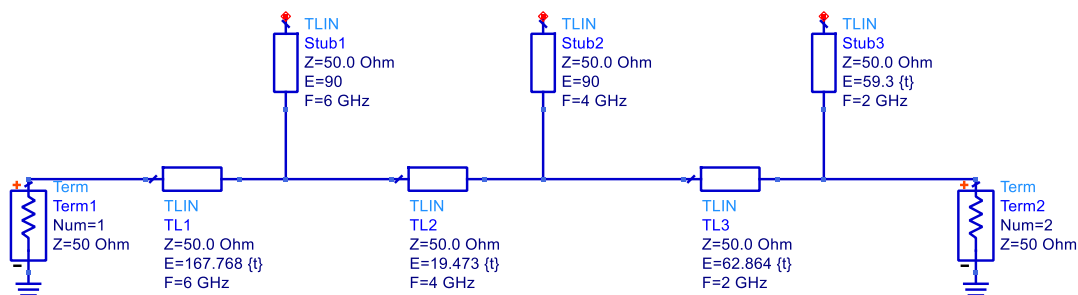 TLIN
Stub1
Z=50.0 Ohm
E=90
F=6 GHz
TLIN
Stub2
Z=50.0 Ohm
E=90
F=4 GHz
TLIN
Stub3
Z=50.0 Ohm
E=59.3 {t}
F=2 GHz
+
Term
Term1
Num=1
Z=50 Ohm
-
TLIN
TL1
Z=50.0 Ohm
E=167.768 {t}
F=6 GHz
TLIN
TL2
Z=50.0 Ohm
E=19.473 {t}
F=4 GHz
TLIN
TL3
Z=50.0 Ohm
E=62.864 {t}
F=2 GHz
+
Term
Term2
Num=2
Z=50 Ohm
-